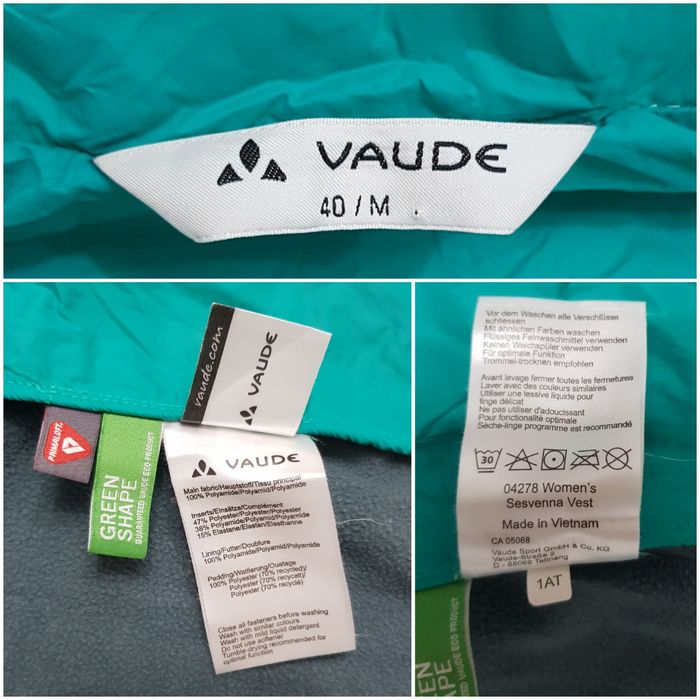 VAUDE
40 / M
vaude.com
VAUDE
PRIMALOFT
GREEN
SHAPE
GUARANTEED VAUDE ECO PRODUCT
VAUDE
Main fabric/Hauptstoff/Tissu principal
100% Polyamide/Polyamid/Polyamide
Inserts/Einsätze/Complément
47% Polyester/Polyester/Polyester
38% Polyamide/Polyamid/Polyamide
15% Elastane/Elastan/Elasthanne
Lining/Futter/Doublure
100% Polyamide/Polyamid/Polyamide
Padding/Wattierung/Ouatage
100% Polyester (70% recycled)/
Polyester (70% recycelt)/
Polyester (70% recyclé)
Close all fasteners before washing
Wash with similar colours
Wash with mild liquid detergent
Do not use softener
Tumble-drying recommended for
optimal function
Vor dem Waschen alle Verschlüsse
schliessen
Mit ähnlichen Farben waschen
Flüssiges Feinwaschmittel verwenden
Keinen Weichspüler verwenden
Für optimale Funktion
Trommel-trocknen empfohlen
Avant lavage fermer toutes les fermetures
Laver avec des couleurs similaires
Utiliser une lessive liquide pour
linge délicat
Ne pas utiliser d'adoucissant
Pour fonctionalité optimale
Sèche-linge programme est recommandé
30
04278 Women's
Sesvenna Vest
Made in Vietnam
CA 05068
Vaude Sport GmbH & Co. KG
Vaude-Straße 2
D - 88069 Tettnang
1AT
EEN
APE
VAUDE ECO PRODUCT